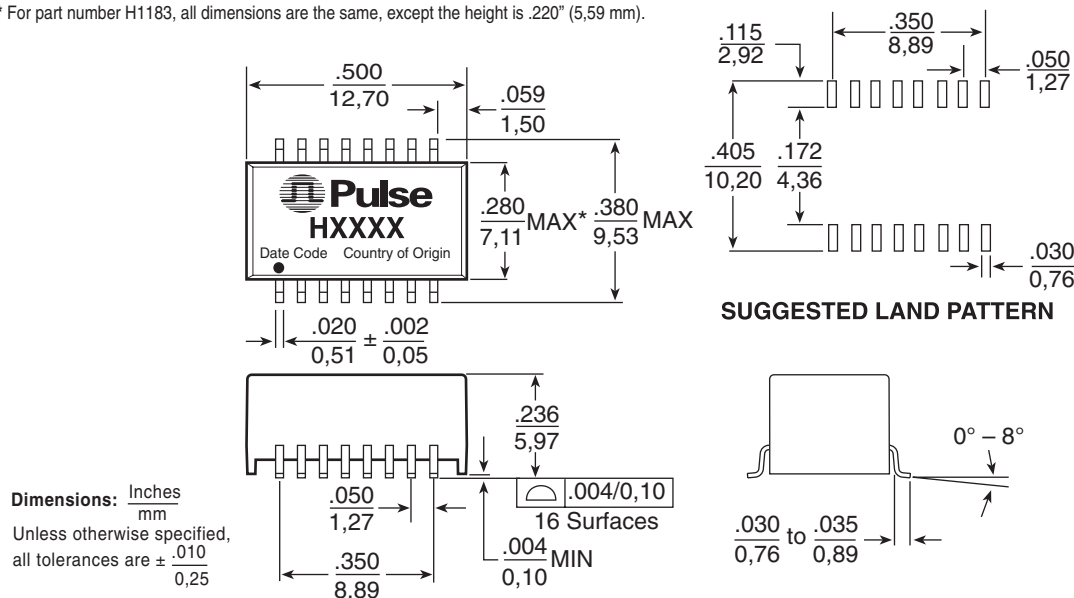 * For part number H1183, all dimensions are the same, except the height is .220” (5,59 mm).
.500
12,70
.059
1,50
Pulse
HXXXX
Date Code Country of Origin
.280
7,11
MAX*
.380
9,53
MAX
.020
0,51
±
.002
0,05
.115
2,92
.350
8,89
.050
1,27
.405
10,20
.172
4,36
.030
0,76
SUGGESTED LAND PATTERN
.236
5,97
.004/0,10
16 Surfaces
.050
1,27
.004
0,10
MIN
.350
8.89
Dimensions: Inches
mm
Unless otherwise specified,
all tolerances are ± .010
0,25
0° – 8°
.030
0,76
to
.035
0,89